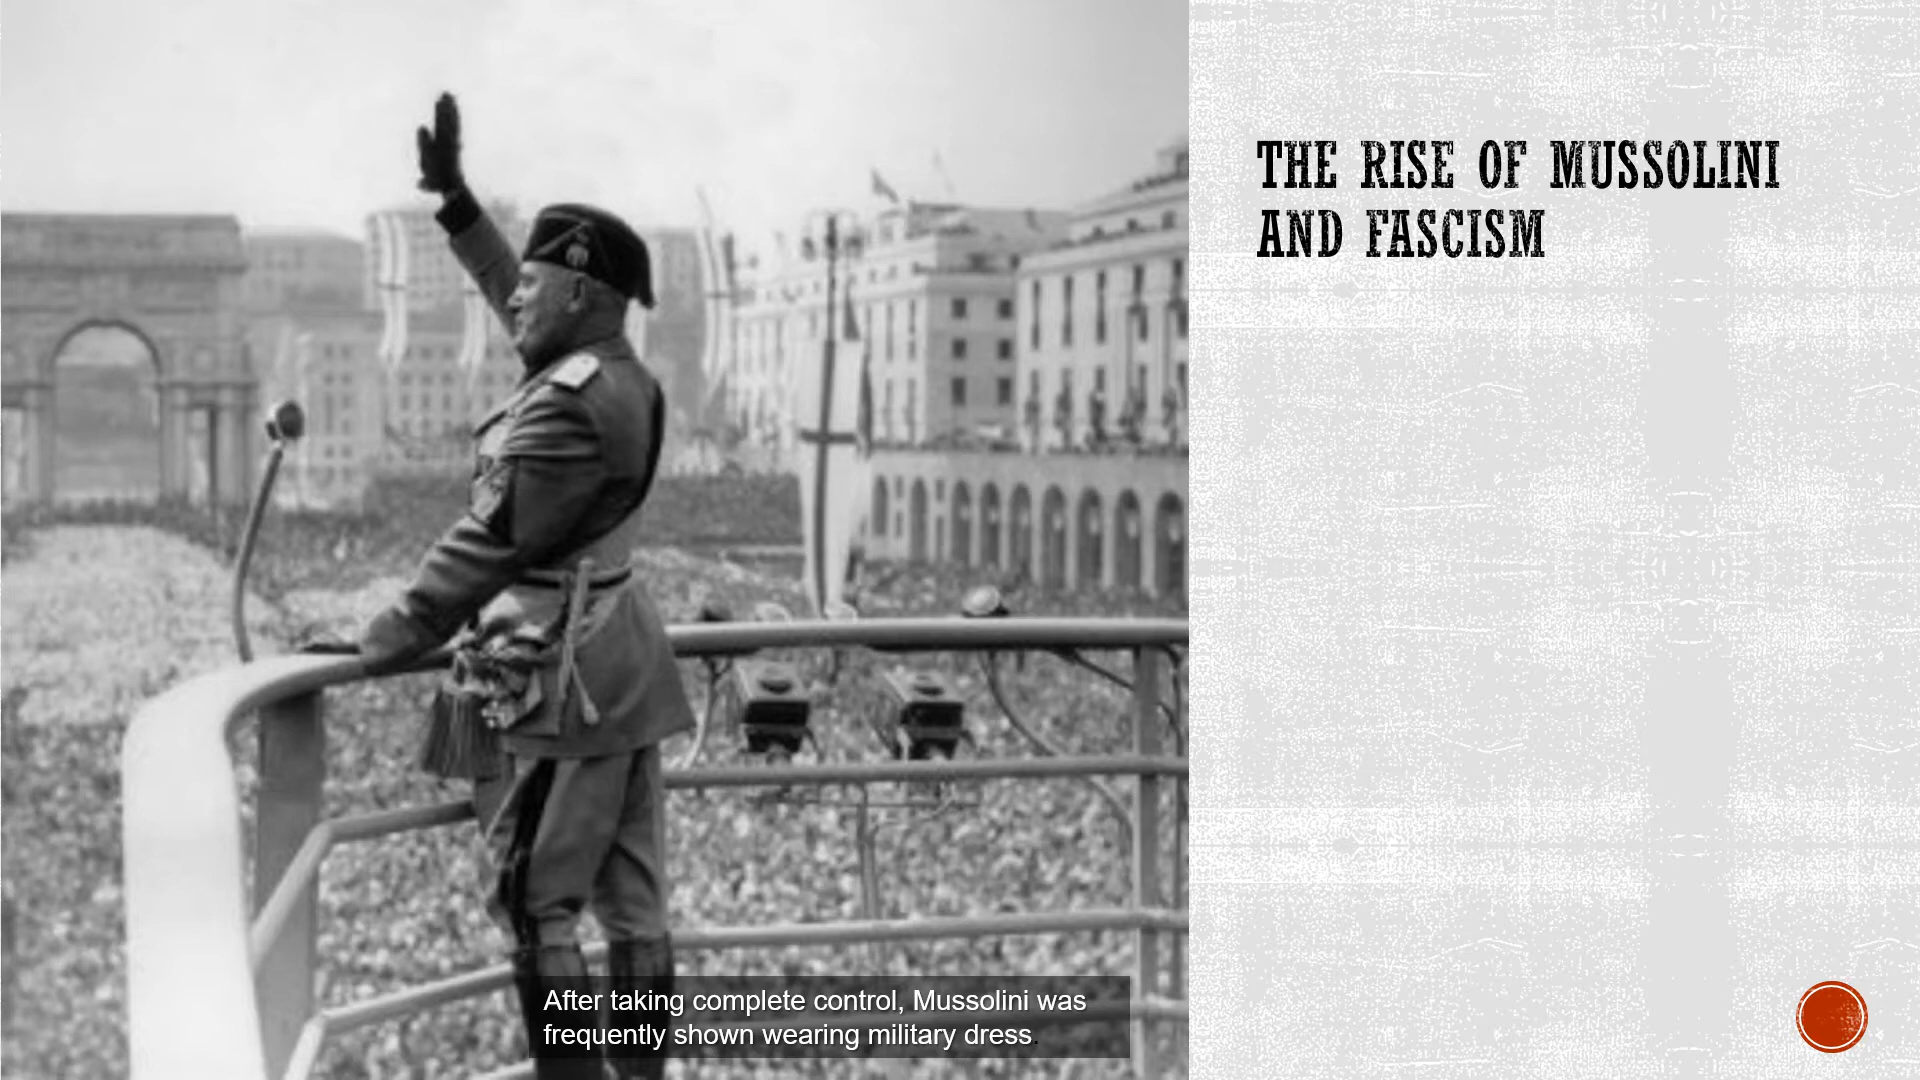 THE RISE OF MUSSOLINI
AND FASCISM
After taking complete control, Mussolini was
frequently shown wearing military dress.